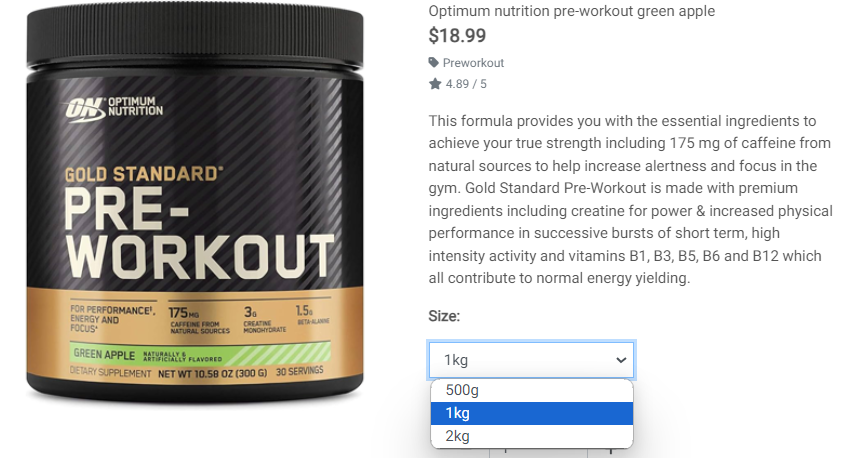 Optimum nutrition pre-workout green apple
$18.99
Preworkout
4.89 / 5
This formula provides you with the essential ingredients to
achieve your true strength including 175 mg of caffeine from
natural sources to help increase alertness and focus in the
gym. Gold Standard Pre-Workout is made with premium
ingredients including creatine for power & increased physical
performance in successive bursts of short term, high
intensity activity and vitamins B1, B3, B5, B6 and B12 which
all contribute to normal energy yielding.
Size:
1kg
500g
1kg
2kg
ON OPTIMUM
NUTRITION
GOLD STANDARD
PRE-
WORKOUT
FOR PERFORMANCE‡,
ENERGY AND
FOCUS*
175MG
CAFFEINE FROM
NATURAL SOURCES
3G
CREATINE
MONOHYDRATE
1.5G
BETA-ALANINE
GREEN APPLE
NATURALLY &
ARTIFICIALLY FLAVORED
DIETARY SUPPLEMENT NET WT 10.58 OZ (300 G) 30 SERVINGS